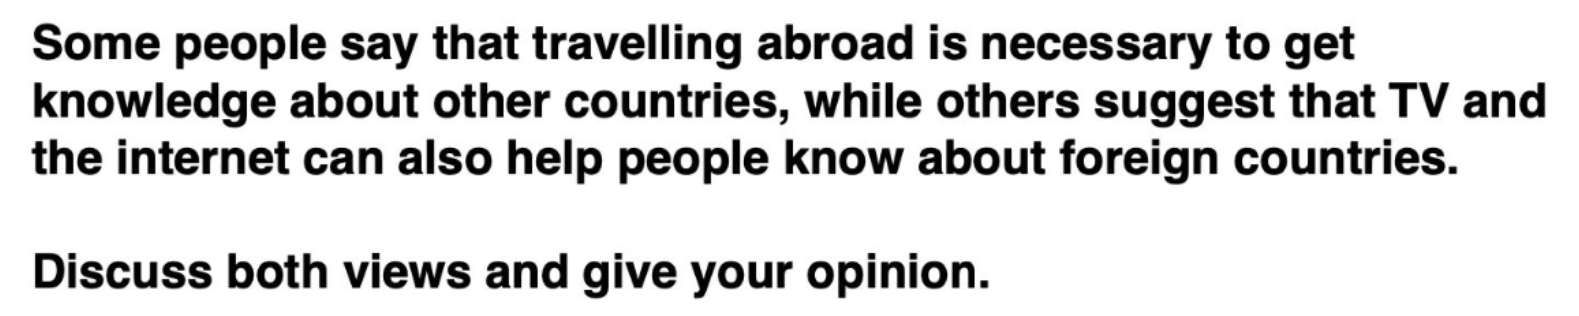 Some people say that travelling abroad is necessary to get
knowledge about other countries, while others suggest that TV and
the internet can also help people know about foreign countries.
Discuss both views and give your opinion.